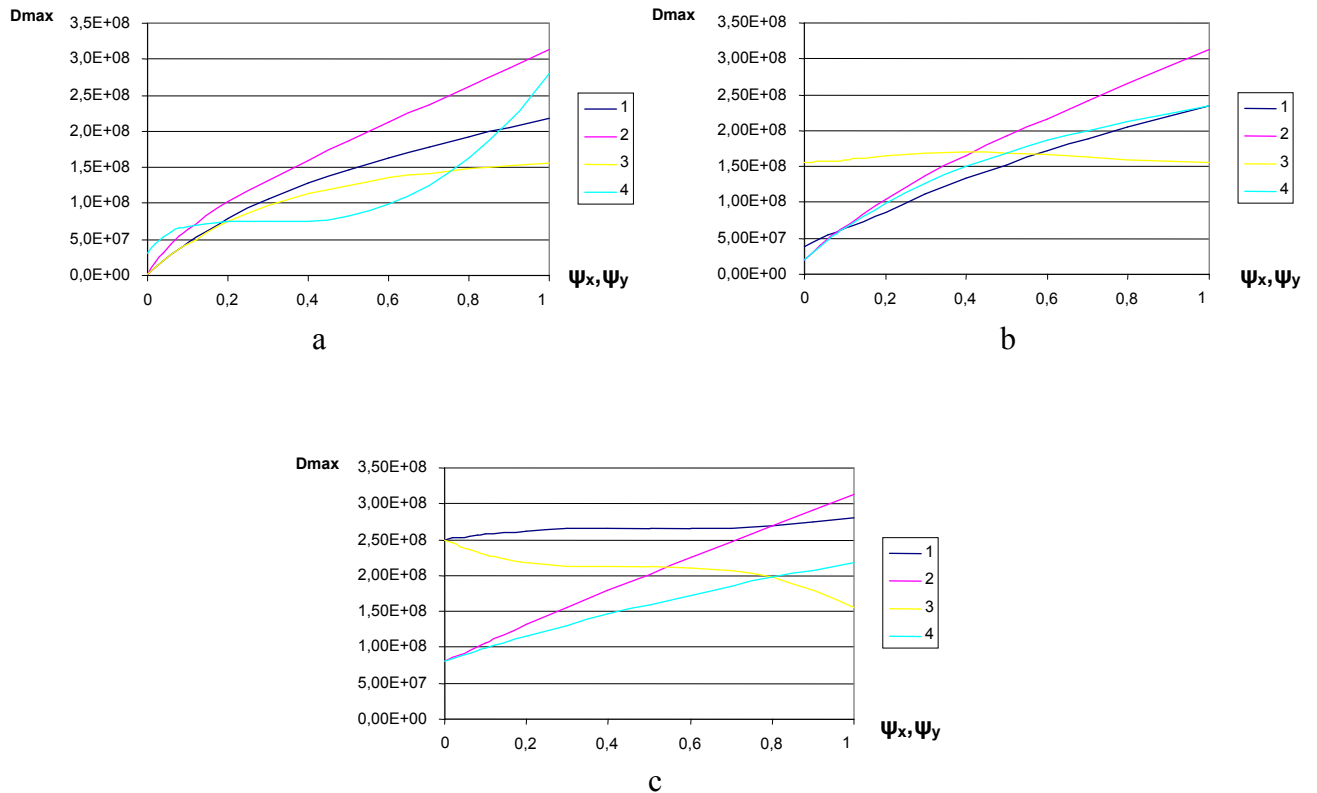 Dmax
3,5E+08
3,0E+08
2,5E+08
2,0E+08
1,5E+08
1,0E+08
5,0E+07
0,0E+00
0 0,2 0,4 0,6 0,8 1
ψx,ψy
1
2
3
4
a
Dmax
3,50E+08
3,00E+08
2,50E+08
2,00E+08
1,50E+08
1,00E+08
5,00E+07
0,00E+00
0 0,2 0,4 0,6 0,8 1
ψx,ψy
1
2
3
4
b
Dmax
3,50E+08
3,00E+08
2,50E+08
2,00E+08
1,50E+08
1,00E+08
5,00E+07
0,00E+00
0 0,2 0,4 0,6 0,8 1
ψx,ψy
1
2
3
4
c